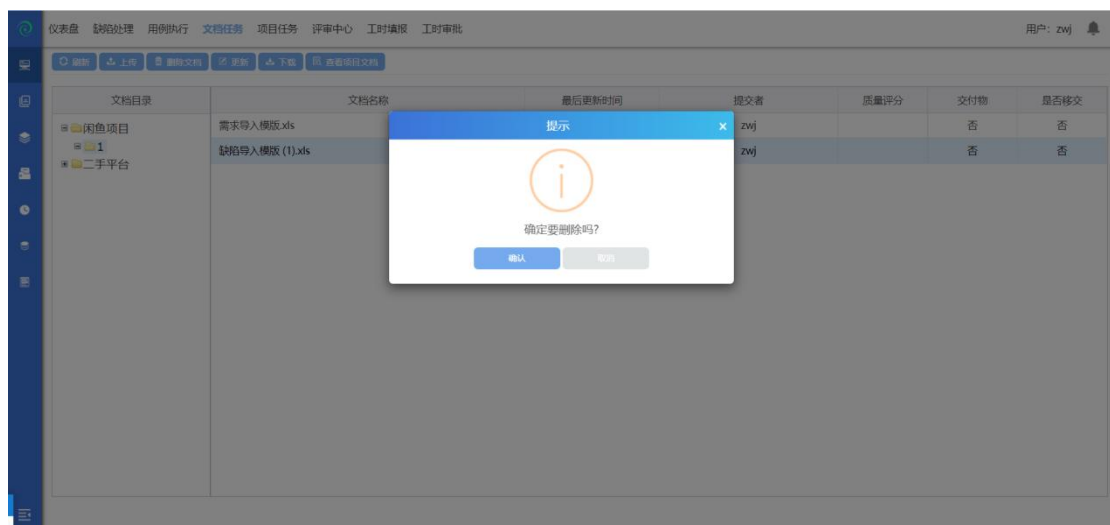 仪表盘 缺陷处理 用例执行 文档任务 项目任务 评审中心 工时填报 工时审批 用户: zwj
刷新 上传 删除文档 更新 下载 查看项目文档
文档目录 文档名称 最后更新时间 提交者 质量评分 交付物 是否移交
闲鱼项目
1
二手平台
需求导入模版.xls zwj 否 否
缺陷导入模版 (1).xls zwj 否 否
提示 ×
确定要删除吗?
确认 取消